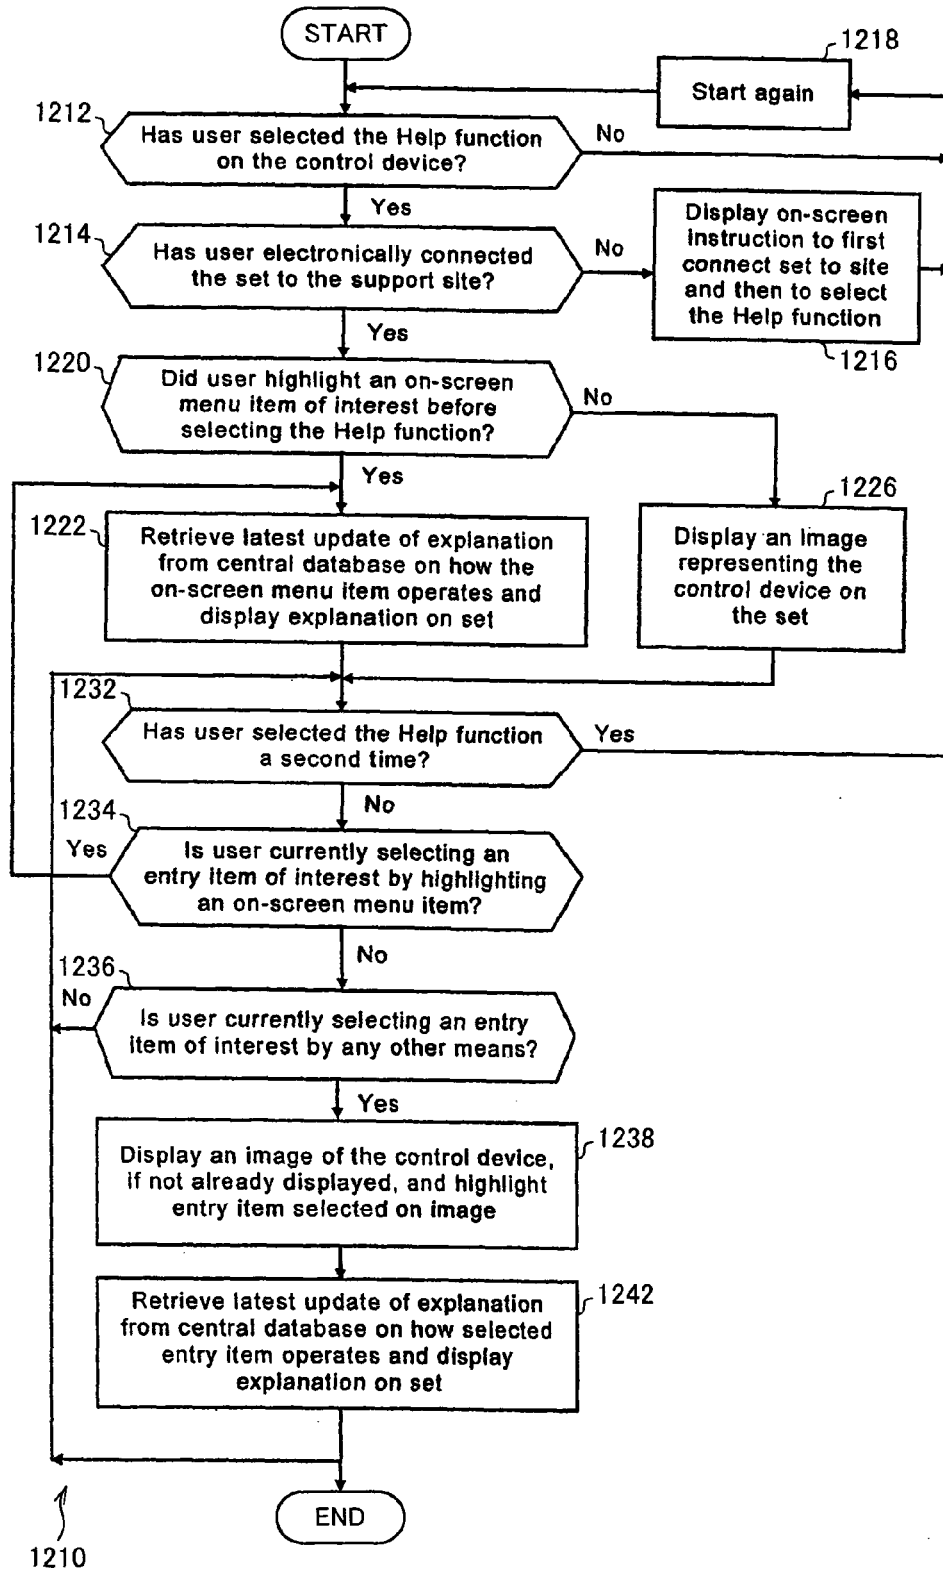 START
1218
Start again
1212
Has user selected the Help function
on the control device?
No
Yes
1214
Has user electronically connected
the set to the support site?
No
Display on-screen
instruction to first
connect set to site
and then to select
the Help function
1216
Yes
1220
Did user highlight an on-screen
menu item of interest before
selecting the Help function?
No
Yes
1222
Retrieve latest update of explanation
from central database on how the
on-screen menu item operates and
display explanation on set
1226
Display an image
representing the
control device on
the set
1232
Has user selected the Help function
a second time?
Yes
No
1234
Yes
Is user currently selecting an
entry item of interest by highlighting
an on-screen menu item?
No
1236
No
Is user currently selecting an entry
item of interest by any other means?
Yes
1238
Display an image of the control device,
if not already displayed, and highlight
entry item selected on image
1242
Retrieve latest update of explanation
from central database on how selected
entry item operates and display
explanation on set
END
1210